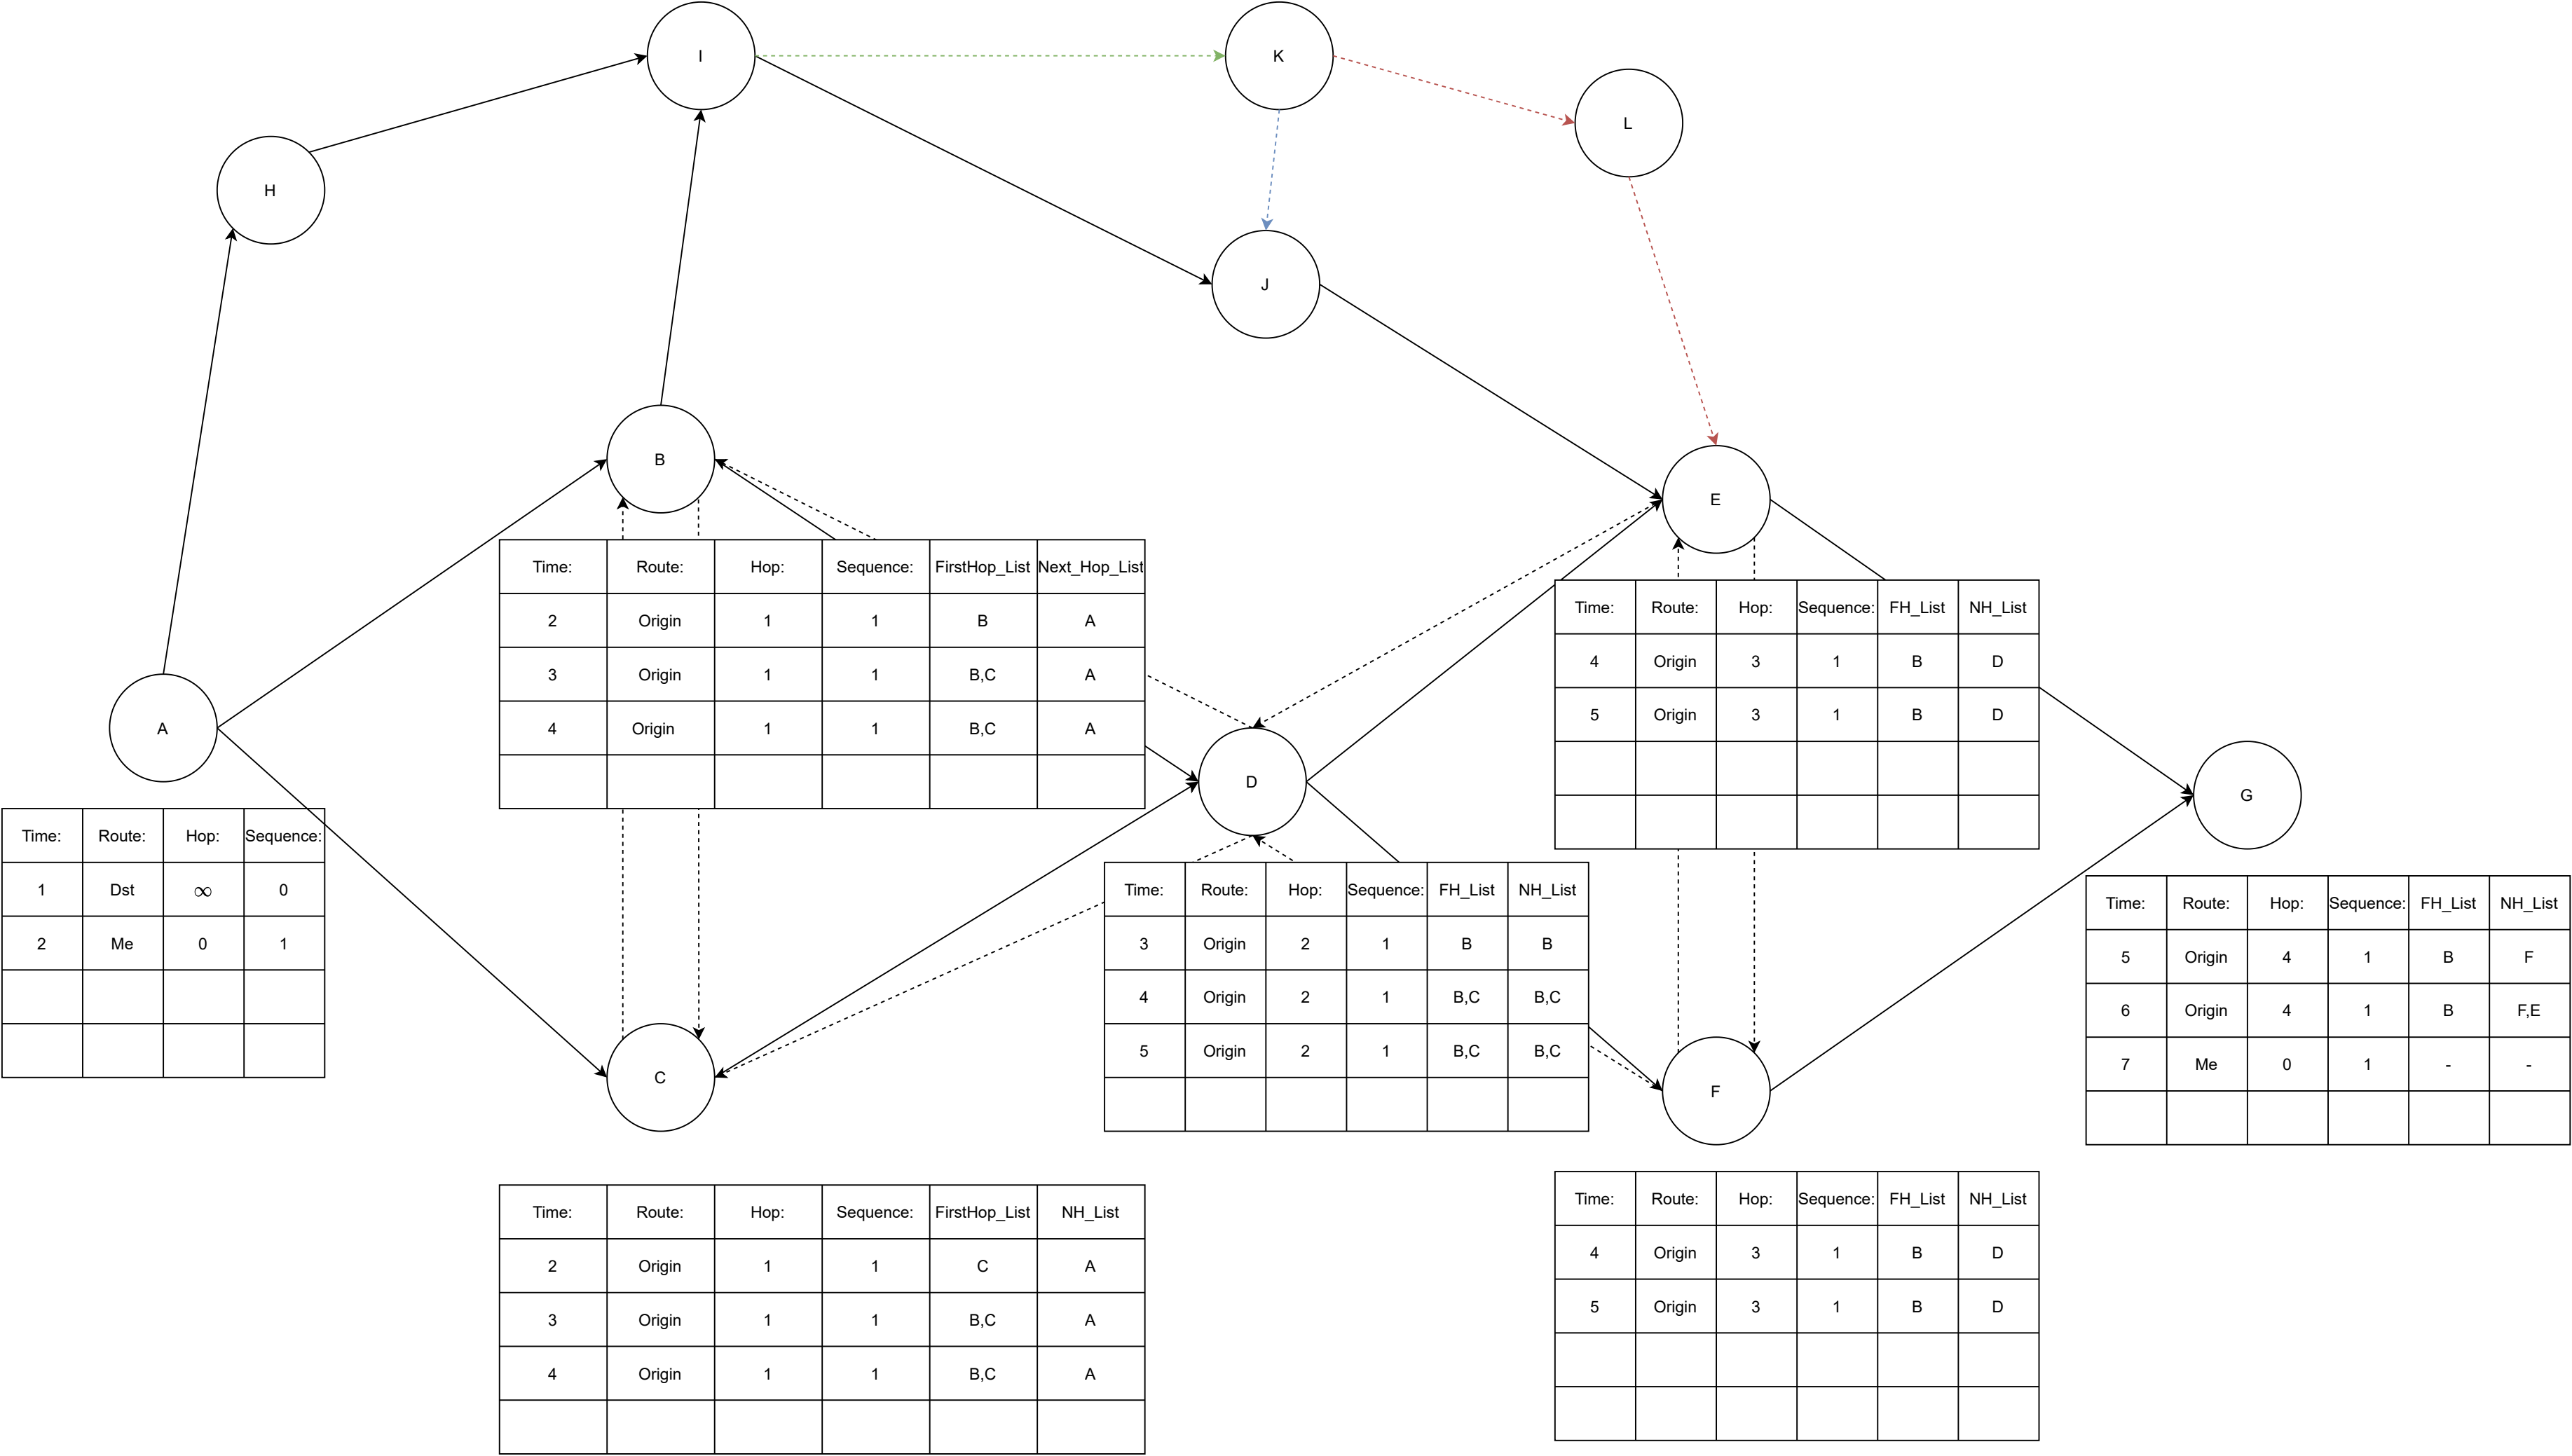 I
K
L
H
J
B
E
Time: Route: Hop: Sequence: FirstHop_List Next_Hop_List
2 Origin 1 1 B A
3 Origin 1 1 B,C A
4 Origin 1 1 B,C A
Time: Route: Hop: Sequence: FH_List NH_List
4 Origin 3 1 B D
5 Origin 3 1 B D
A
D
G
Time: Route: Hop: Sequence:
1 Dst ∞ 0
2 Me 0 1
Time: Route: Hop: Sequence: FH_List NH_List
3 Origin 2 1 B B
4 Origin 2 1 B,C B,C
5 Origin 2 1 B,C B,C
Time: Route: Hop: Sequence: FH_List NH_List
5 Origin 4 1 B F
6 Origin 4 1 B F,E
7 Me 0 1 - -
C
F
Time: Route: Hop: Sequence: FirstHop_List NH_List
2 Origin 1 1 C A
3 Origin 1 1 B,C A
4 Origin 1 1 B,C A
Time: Route: Hop: Sequence: FH_List NH_List
4 Origin 3 1 B D
5 Origin 3 1 B D